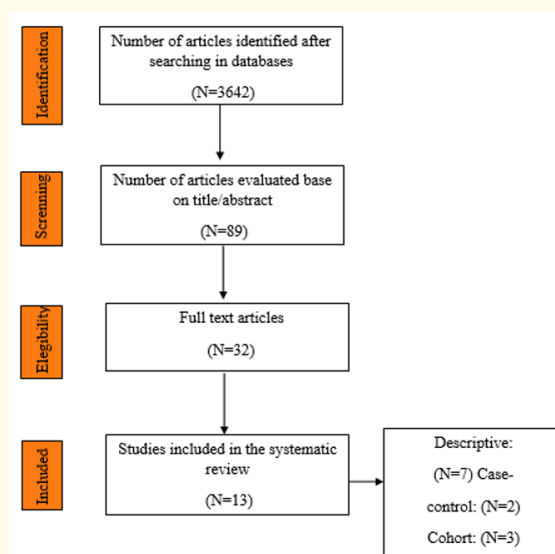 Identification
Number of articles identified after
searching in databases
(N=3642)
Screnning
Number of articles evaluated base
on title/abstract
(N=89)
Elegibility
Full text articles
(N=32)
Included
Studies included in the systematic
review
(N=13)
Descriptive:
(N=7) Case-
control: (N=2)
Cohort: (N=3)